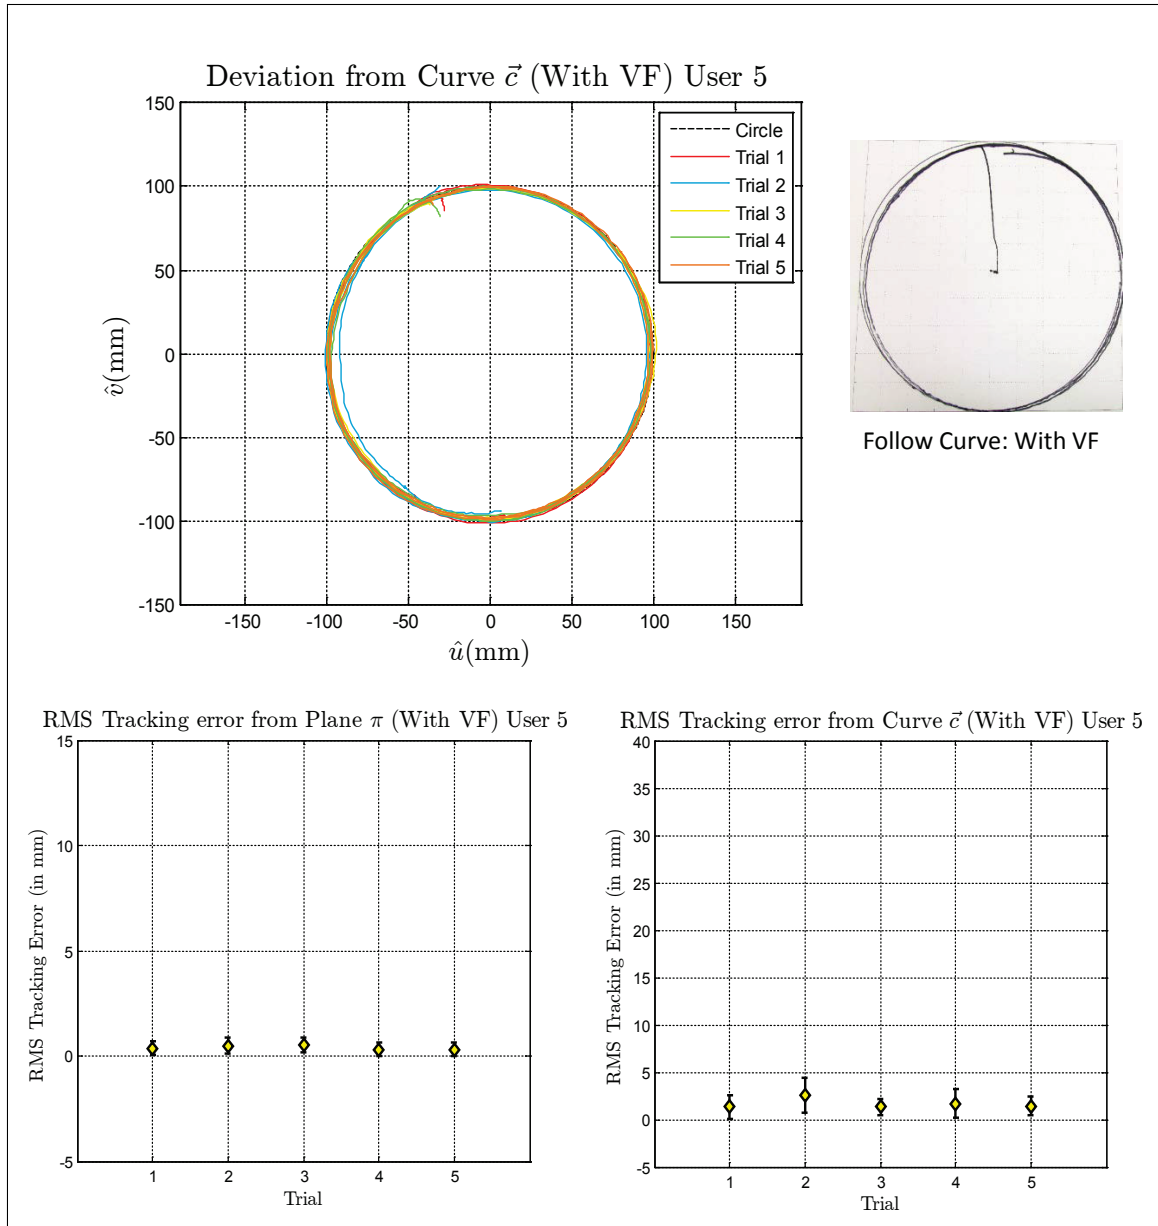 Deviation from Curve $\vec{c}$ (With VF) User 5
150
100
50
0
-50
-100
-150
-150
-100
-50
0
50
100
150
v̂(mm)
û(mm)
Circle
Trial 1
Trial 2
Trial 3
Trial 4
Trial 5
Follow Curve: With VF
RMS Tracking error from Plane π (With VF) User 5
15
10
5
0
-5
1
2
3
4
5
RMS Tracking Error (in mm)
Trial
RMS Tracking error from Curve $\vec{c}$ (With VF) User 5
40
35
30
25
20
15
10
5
0
-5
1
2
3
4
5
RMS Tracking Error (in mm)
Trial